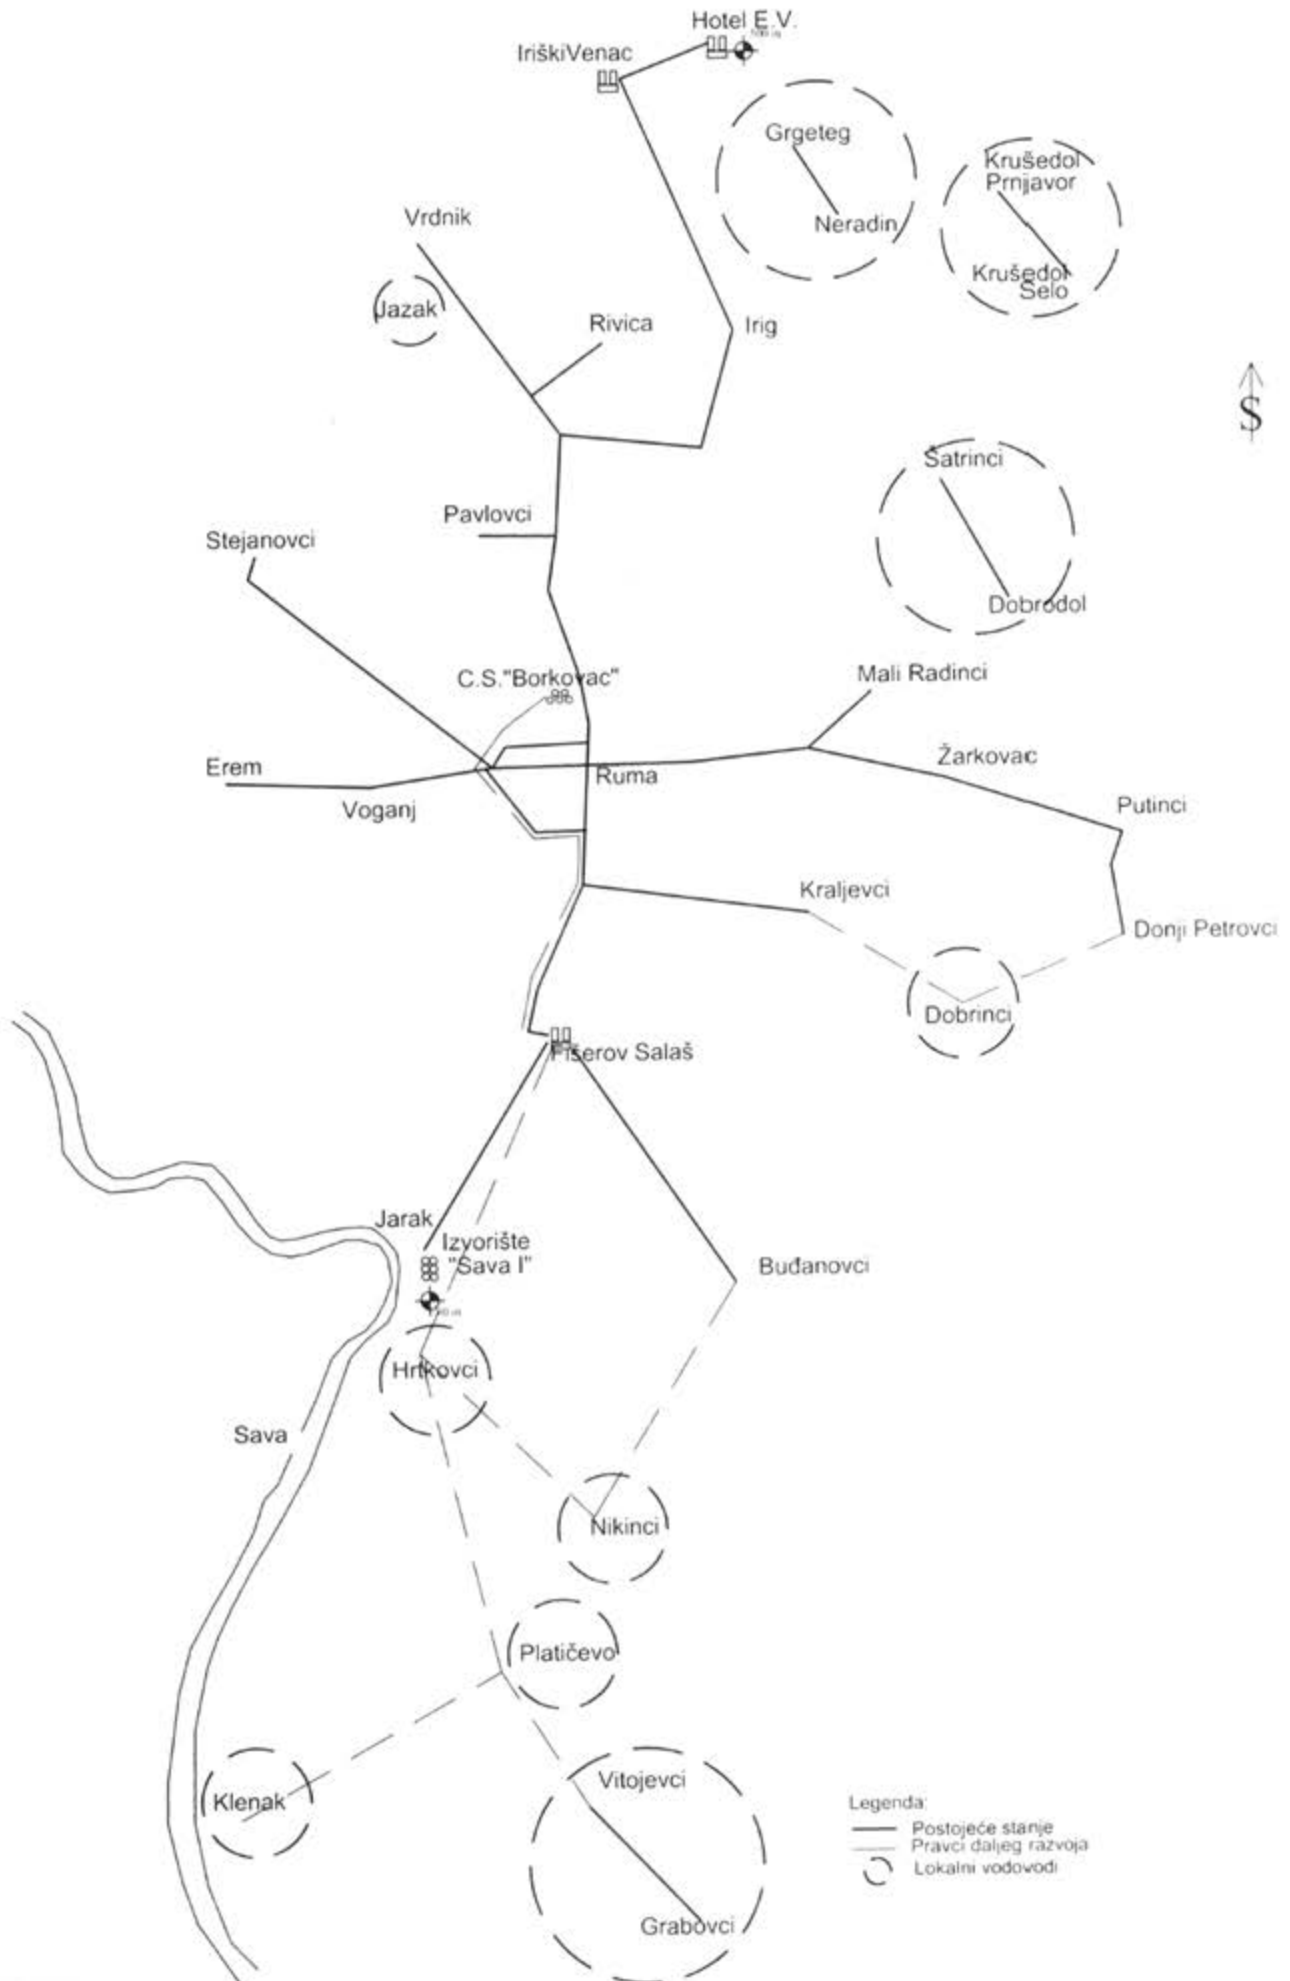 Hotel E.V.
IriškiVenac
Grgeteg
Neradin
Krušedol
Prnjjavor
Krušedol
Selo
Vrdnik
Jazak
Rivica
Irig
S
Šatrinci
Dobrodol
Pavlovci
Stejanovci
C.S."Borkovac"
Mali Radinci
Erem
Voganj
Ruma
Žarkovac
Putinci
Kraljevci
Donji Petrovci
Dobrinci
Fišerov Salaš
Jarak
Izvorište
"Sava I"
Buđanovci
Hrtkovci
Sava
Nikinci
Platičevo
Klenak
Vitojevci
Grabovci
Legenda:
Postojeće stanje
Pravci daljeg razvoja
Lokalni vodovodi